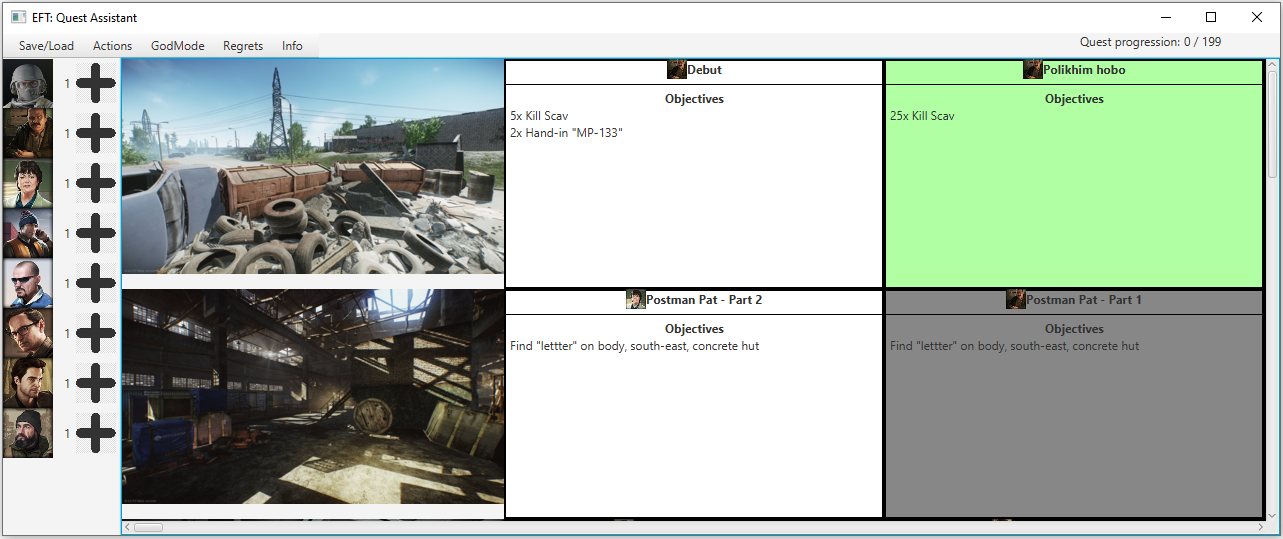 EFT: Quest Assistant
Save/Load Actions GodMode Regrets Info Quest progression: 0 / 199
1
1
1
1
1
1
1
1
Debut
Objectives
5x Kill Scav
2x Hand-in "MP-133"
Polikhim hobo
Objectives
25x Kill Scav
Postman Pat - Part 2
Objectives
Find "lettter" on body, south-east, concrete hut
Postman Pat - Part 1
Objectives
Find "lettter" on body, south-east, concrete hut